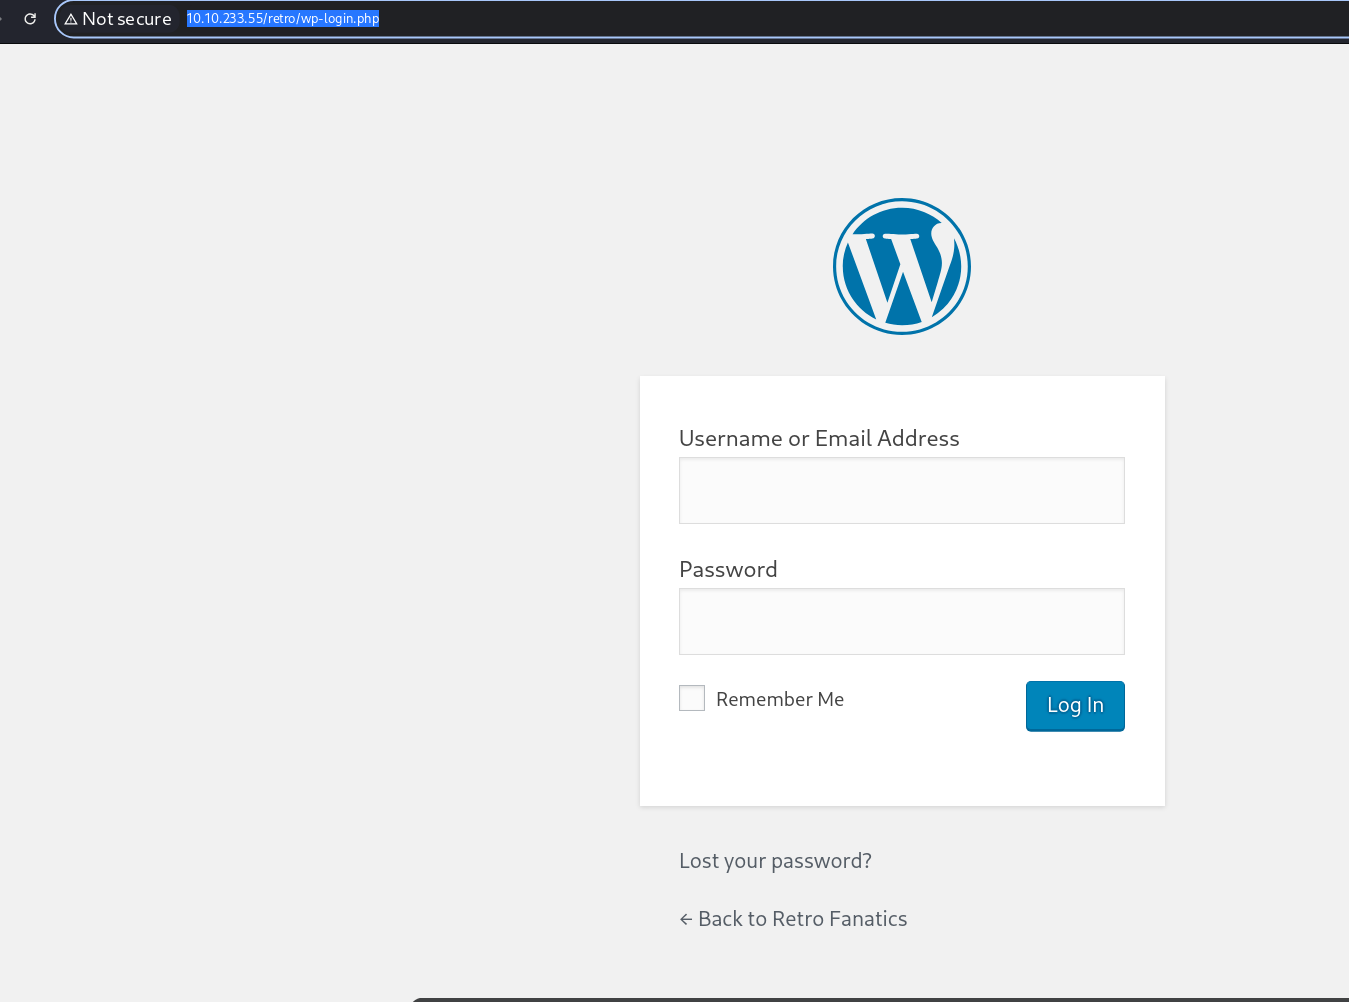 Not secure 10.10.233.55/retro/wp-login.php
Username or Email Address
Password
Remember Me
Log In
Lost your password?
← Back to Retro Fanatics